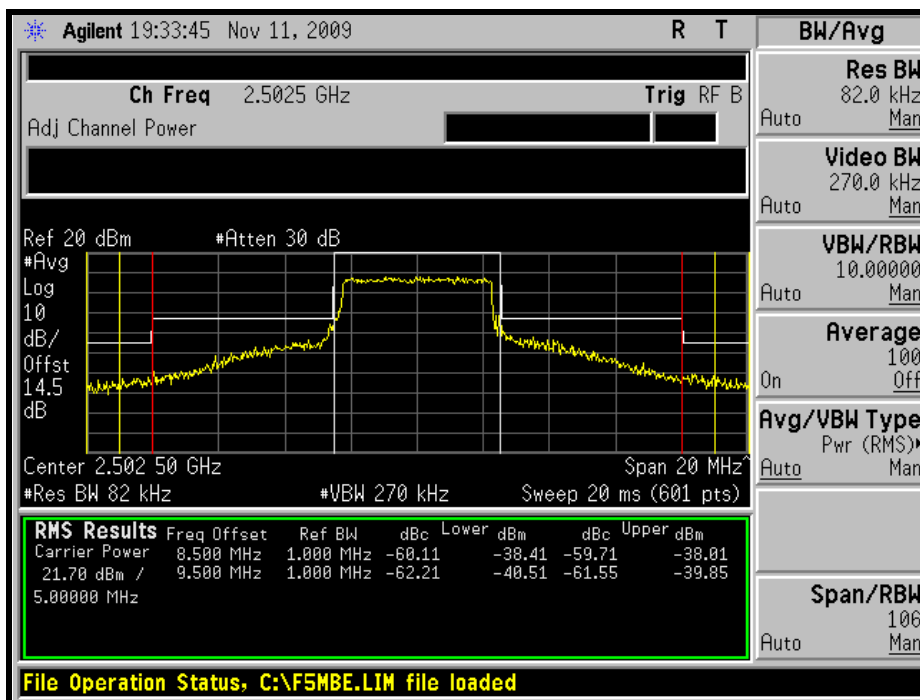 Agilent 19:33:45 Nov 11, 2009 R T
Ch Freq 2.5025 GHz Trig RF B
Adj Channel Power
Ref 20 dBm #Atten 30 dB
#Avg
Log
10
dB/
Offst
14.5
dB
Center 2.502 50 GHz Span 20 MHz^
#Res BW 82 kHz #VBW 270 kHz Sweep 20 ms (601 pts)
RMS Results Freq Offset Ref BW dBc Lower dBm dBc Upper dBm
Carrier Power 8.500 MHz 1.000 MHz -60.11 -38.41 -59.71 -38.01
21.70 dBm / 9.500 MHz 1.000 MHz -62.21 -40.51 -61.55 -39.85
5.00000 MHz
File Operation Status, C:\F5MBE.LIM file loaded
BW/Avg
Res BW
82.0 kHz
Auto Man
Video BW
270.0 kHz
Auto Man
VBW/RBW
10.00000
Auto Man
Average
100
On Off
Avg/VBW Type
Pwr (RMS)▸
Auto Man
Span/RBW
106
Auto Man